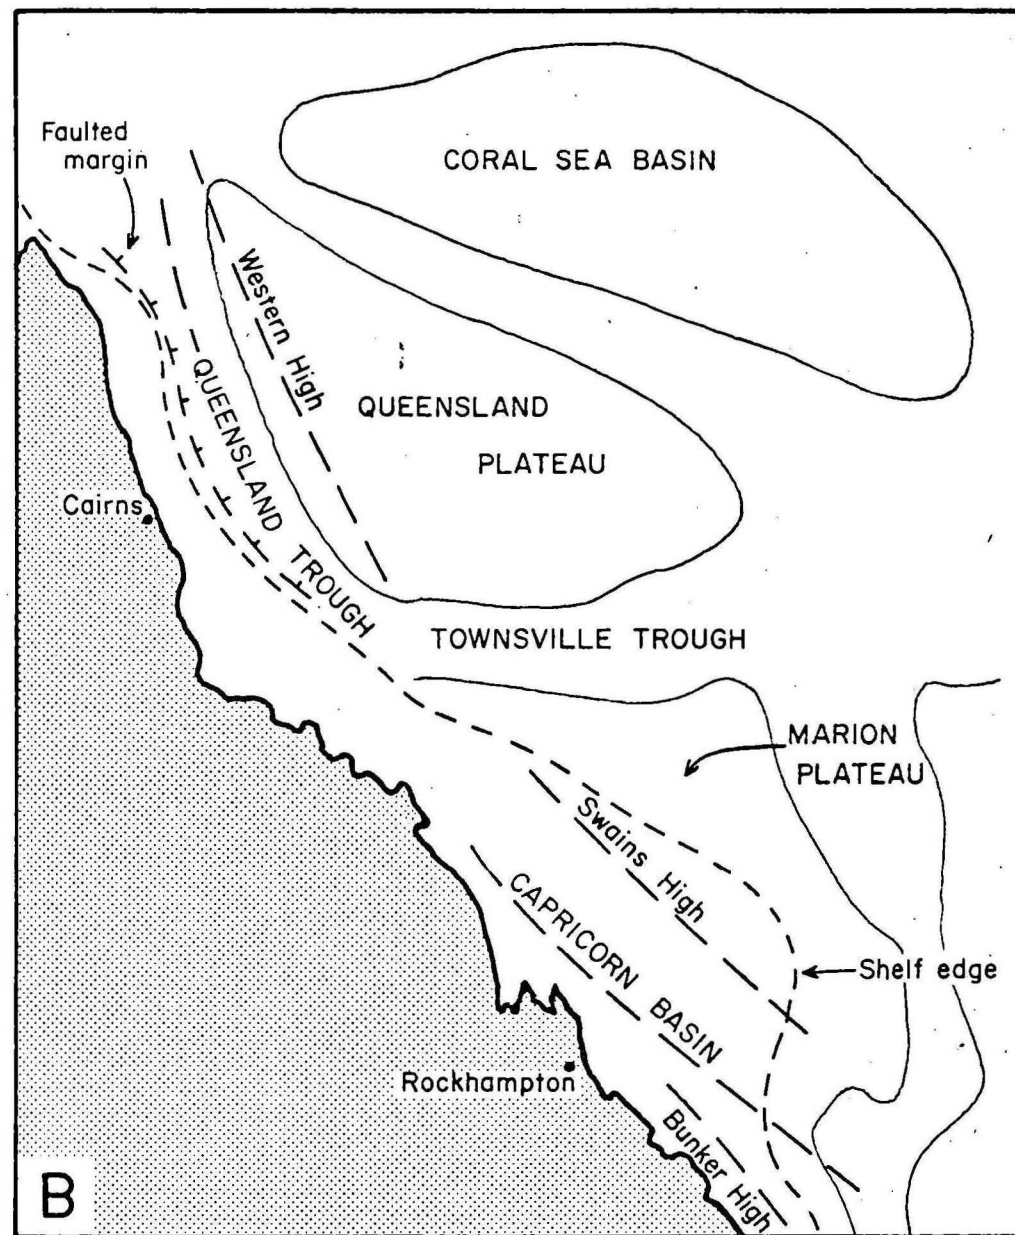 Faulted
margin
CORAL SEA BASIN
Western High
QUEENSLAND
PLATEAU
QUEENSLAND TROUGH
Cairns
TOWNSVILLE TROUGH
MARION
PLATEAU
Swains High
CAPRICORN BASIN
Shelf edge
Rockhampton
Bunker High
B